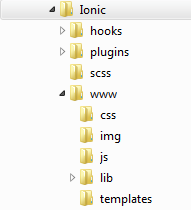 Ionic
hooks
plugins
scss
www
css
img
js
lib
templates